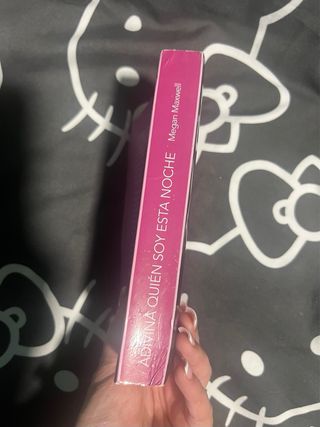 ADIVINA QUIÉN SOY ESTA NOCHE
Megan Maxwell